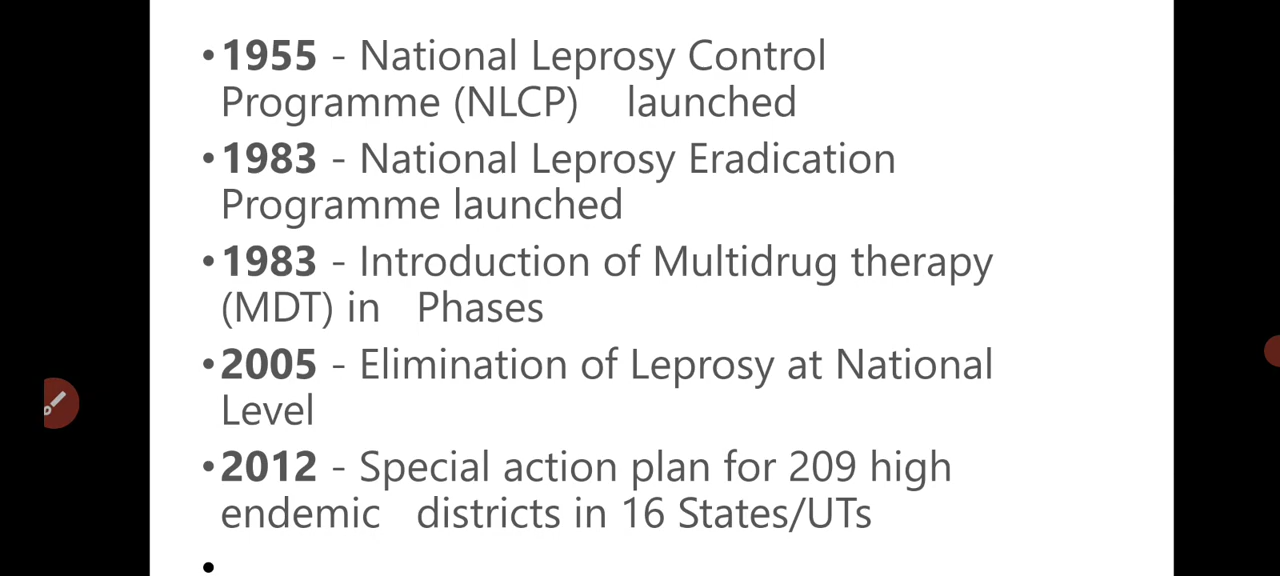 •1955 - National Leprosy Control
Programme (NLCP) launched
•1983 - National Leprosy Eradication
Programme launched
•1983 - Introduction of Multidrug therapy
(MDT) in Phases
•2005 - Elimination of Leprosy at National
Level
•2012 - Special action plan for 209 high
endemic districts in 16 States/UTs
•